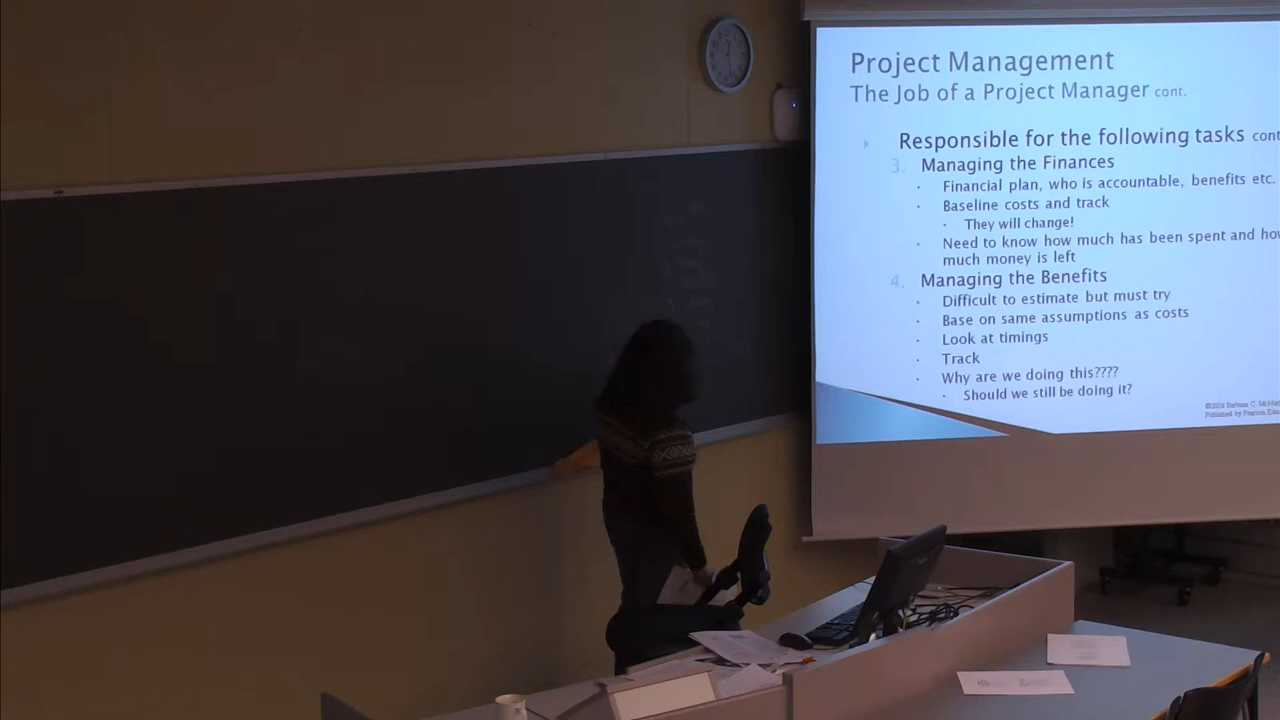 Project Management
The Job of a Project Manager cont.
Responsible for the following tasks cont
3. Managing the Finances
Financial plan, who is accountable, benefits etc.
Baseline costs and track
They will change!
Need to know how much has been spent and how
much money is left
4. Managing the Benefits
Difficult to estimate but must try
Base on same assumptions as costs
Look at timings
Track
Why are we doing this????
Should we still be doing it?
Barbara C.
Published by Pearson